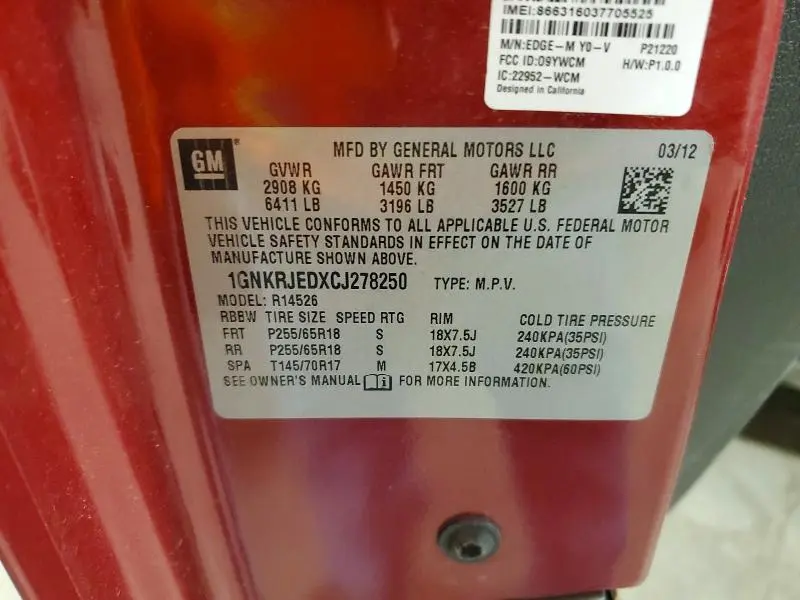 IMEI:866316037705525
M/N:EDGE-M Y0-V P21220
FCC ID:O9YWCM H/W:P1.0.0
IC:22952-WCM
Designed in California
GM
MFD BY GENERAL MOTORS LLC 03/12
GVWR GAWR FRT GAWR RR
2908 KG 1450 KG 1600 KG
6411 LB 3196 LB 3527 LB
THIS VEHICLE CONFORMS TO ALL APPLICABLE U.S. FEDERAL MOTOR
VEHICLE SAFETY STANDARDS IN EFFECT ON THE DATE OF
MANUFACTURE SHOWN ABOVE.
1GNKRJEDXCJ278250 TYPE: M.P.V.
MODEL: R14526
RBBW TIRE SIZE SPEED RTG RIM COLD TIRE PRESSURE
FRT P255/65R18 S 18X7.5J 240KPA(35PSI)
RR P255/65R18 S 18X7.5J 240KPA(35PSI)
SPA T145/70R17 M 17X4.5B 420KPA(60PSI)
SEE OWNER'S MANUAL FOR MORE INFORMATION.